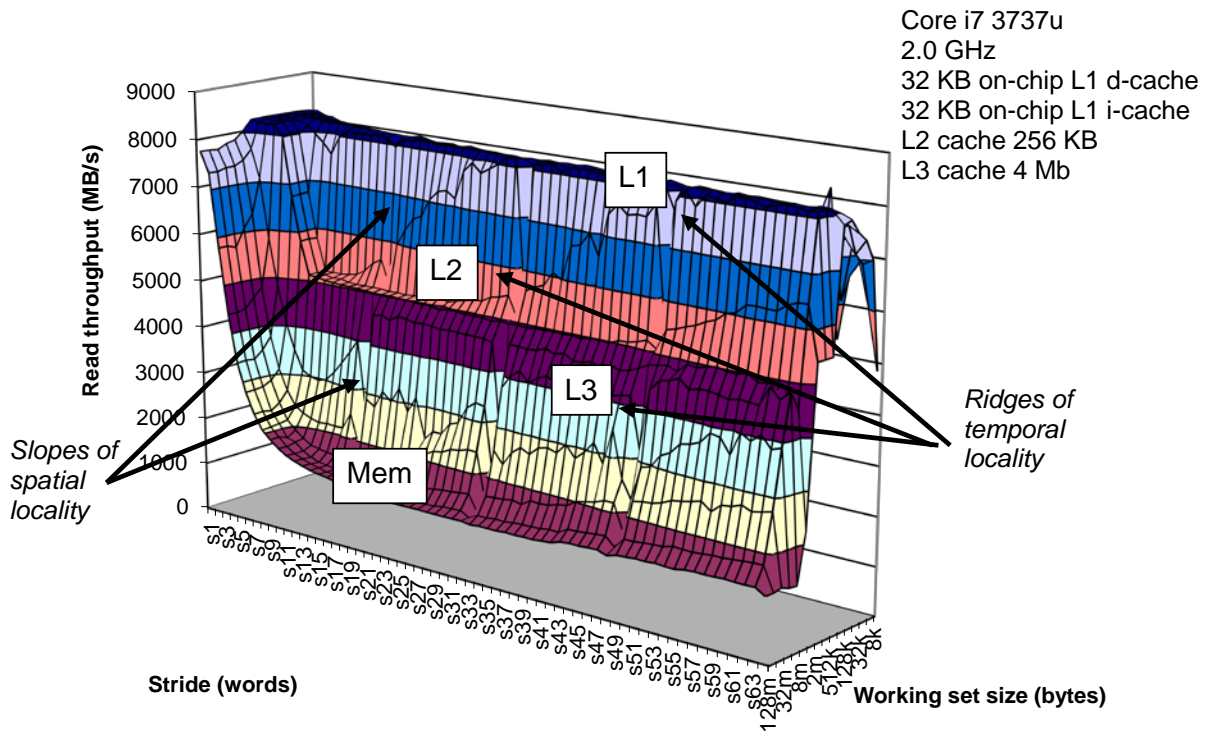 Core i7 3737u
2.0 GHz
32 KB on-chip L1 d-cache
32 KB on-chip L1 i-cache
L2 cache 256 KB
L3 cache 4 Mb
9000
8000
7000
6000
5000
4000
3000
2000
1000
0
Read throughput (MB/s)
L1
L2
L3
Mem
Slopes of
spatial
locality
Ridges of
temporal
locality
s1
s3
s5
s7
s9
s11
s13
s15
s17
s19
s21
s23
s25
s27
s29
s31
s33
s35
s37
s39
s41
s43
s45
s47
s49
s51
s53
s55
s57
s59
s61
s63
Stride (words)
128m
32m
8m
2m
512k
128k
32k
8k
Working set size (bytes)